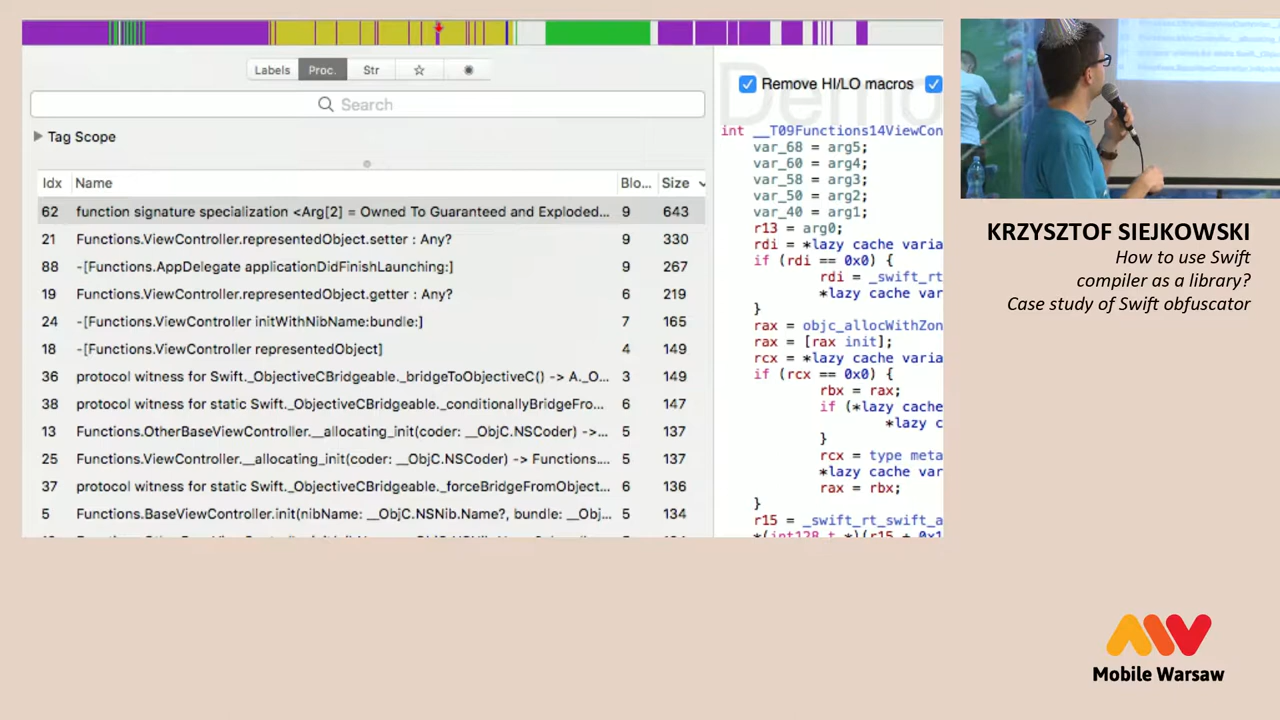 Labels Proc. Str
Search
Tag Scope
Idx Name Blo... Size
62 function signature specialization <Arg[2] = Owned To Guaranteed and Exploded... 9 643
21 Functions.ViewController.representedObject.setter : Any? 9 330
88 -[Functions.AppDelegate applicationDidFinishLaunching:] 9 267
19 Functions.ViewController.representedObject.getter : Any? 6 219
24 -[Functions.ViewController initWithNibName:bundle:] 7 165
18 -[Functions.ViewController representedObject] 4 149
36 protocol witness for Swift._ObjectiveCBridgeable._bridgeToObjectiveC() -> A._O... 3 149
38 protocol witness for static Swift._ObjectiveCBridgeable._conditionallyBridgeFro... 6 147
13 Functions.OtherBaseViewController.__allocating_init(coder: __ObjC.NSCoder) ->... 5 137
25 Functions.ViewController.__allocating_init(coder: __ObjC.NSCoder) -> Functions.... 5 137
37 protocol witness for static Swift._ObjectiveCBridgeable._forceBridgeFromObject... 6 136
5 Functions.BaseViewController.init(nibName: __ObjC.NSNib.Name?, bundle: __Obj... 5 134
Demo
Remove HI/LO macros
int __T09Functions14ViewCon
var_68 = arg5;
var_60 = arg4;
var_58 = arg3;
var_50 = arg2;
var_40 = arg1;
r13 = arg0;
rdi = *lazy cache varia
if (rdi == 0x0) {
rdi = _swift_rt
*lazy cache var
}
rax = objc_allocWithZon
rax = [rax init];
rcx = *lazy cache varia
if (rcx == 0x0) {
rbx = rax;
if (*lazy cache
*lazy c
}
rcx = type meta
*lazy cache var
rax = rbx;
}
r15 = _swift_rt_swift_a
*(int128_t *)(r15 + 0x1
KRZYSZTOF SIEJKOWSKI
How to use Swift
compiler as a library?
Case study of Swift obfuscator
Mobile Warsaw